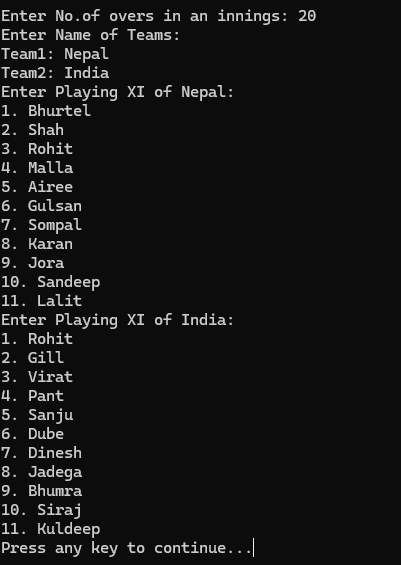 Enter No.of overs in an innings: 20
Enter Name of Teams:
Team1: Nepal
Team2: India
Enter Playing XI of Nepal:
1. Bhurtel
2. Shah
3. Rohit
4. Malla
5. Airee
6. Gulsan
7. Sompal
8. Karan
9. Jora
10. Sandeep
11. Lalit
Enter Playing XI of India:
1. Rohit
2. Gill
3. Virat
4. Pant
5. Sanju
6. Dube
7. Dinesh
8. Jadega
9. Bhumra
10. Siraj
11. Kuldeep
Press any key to continue...